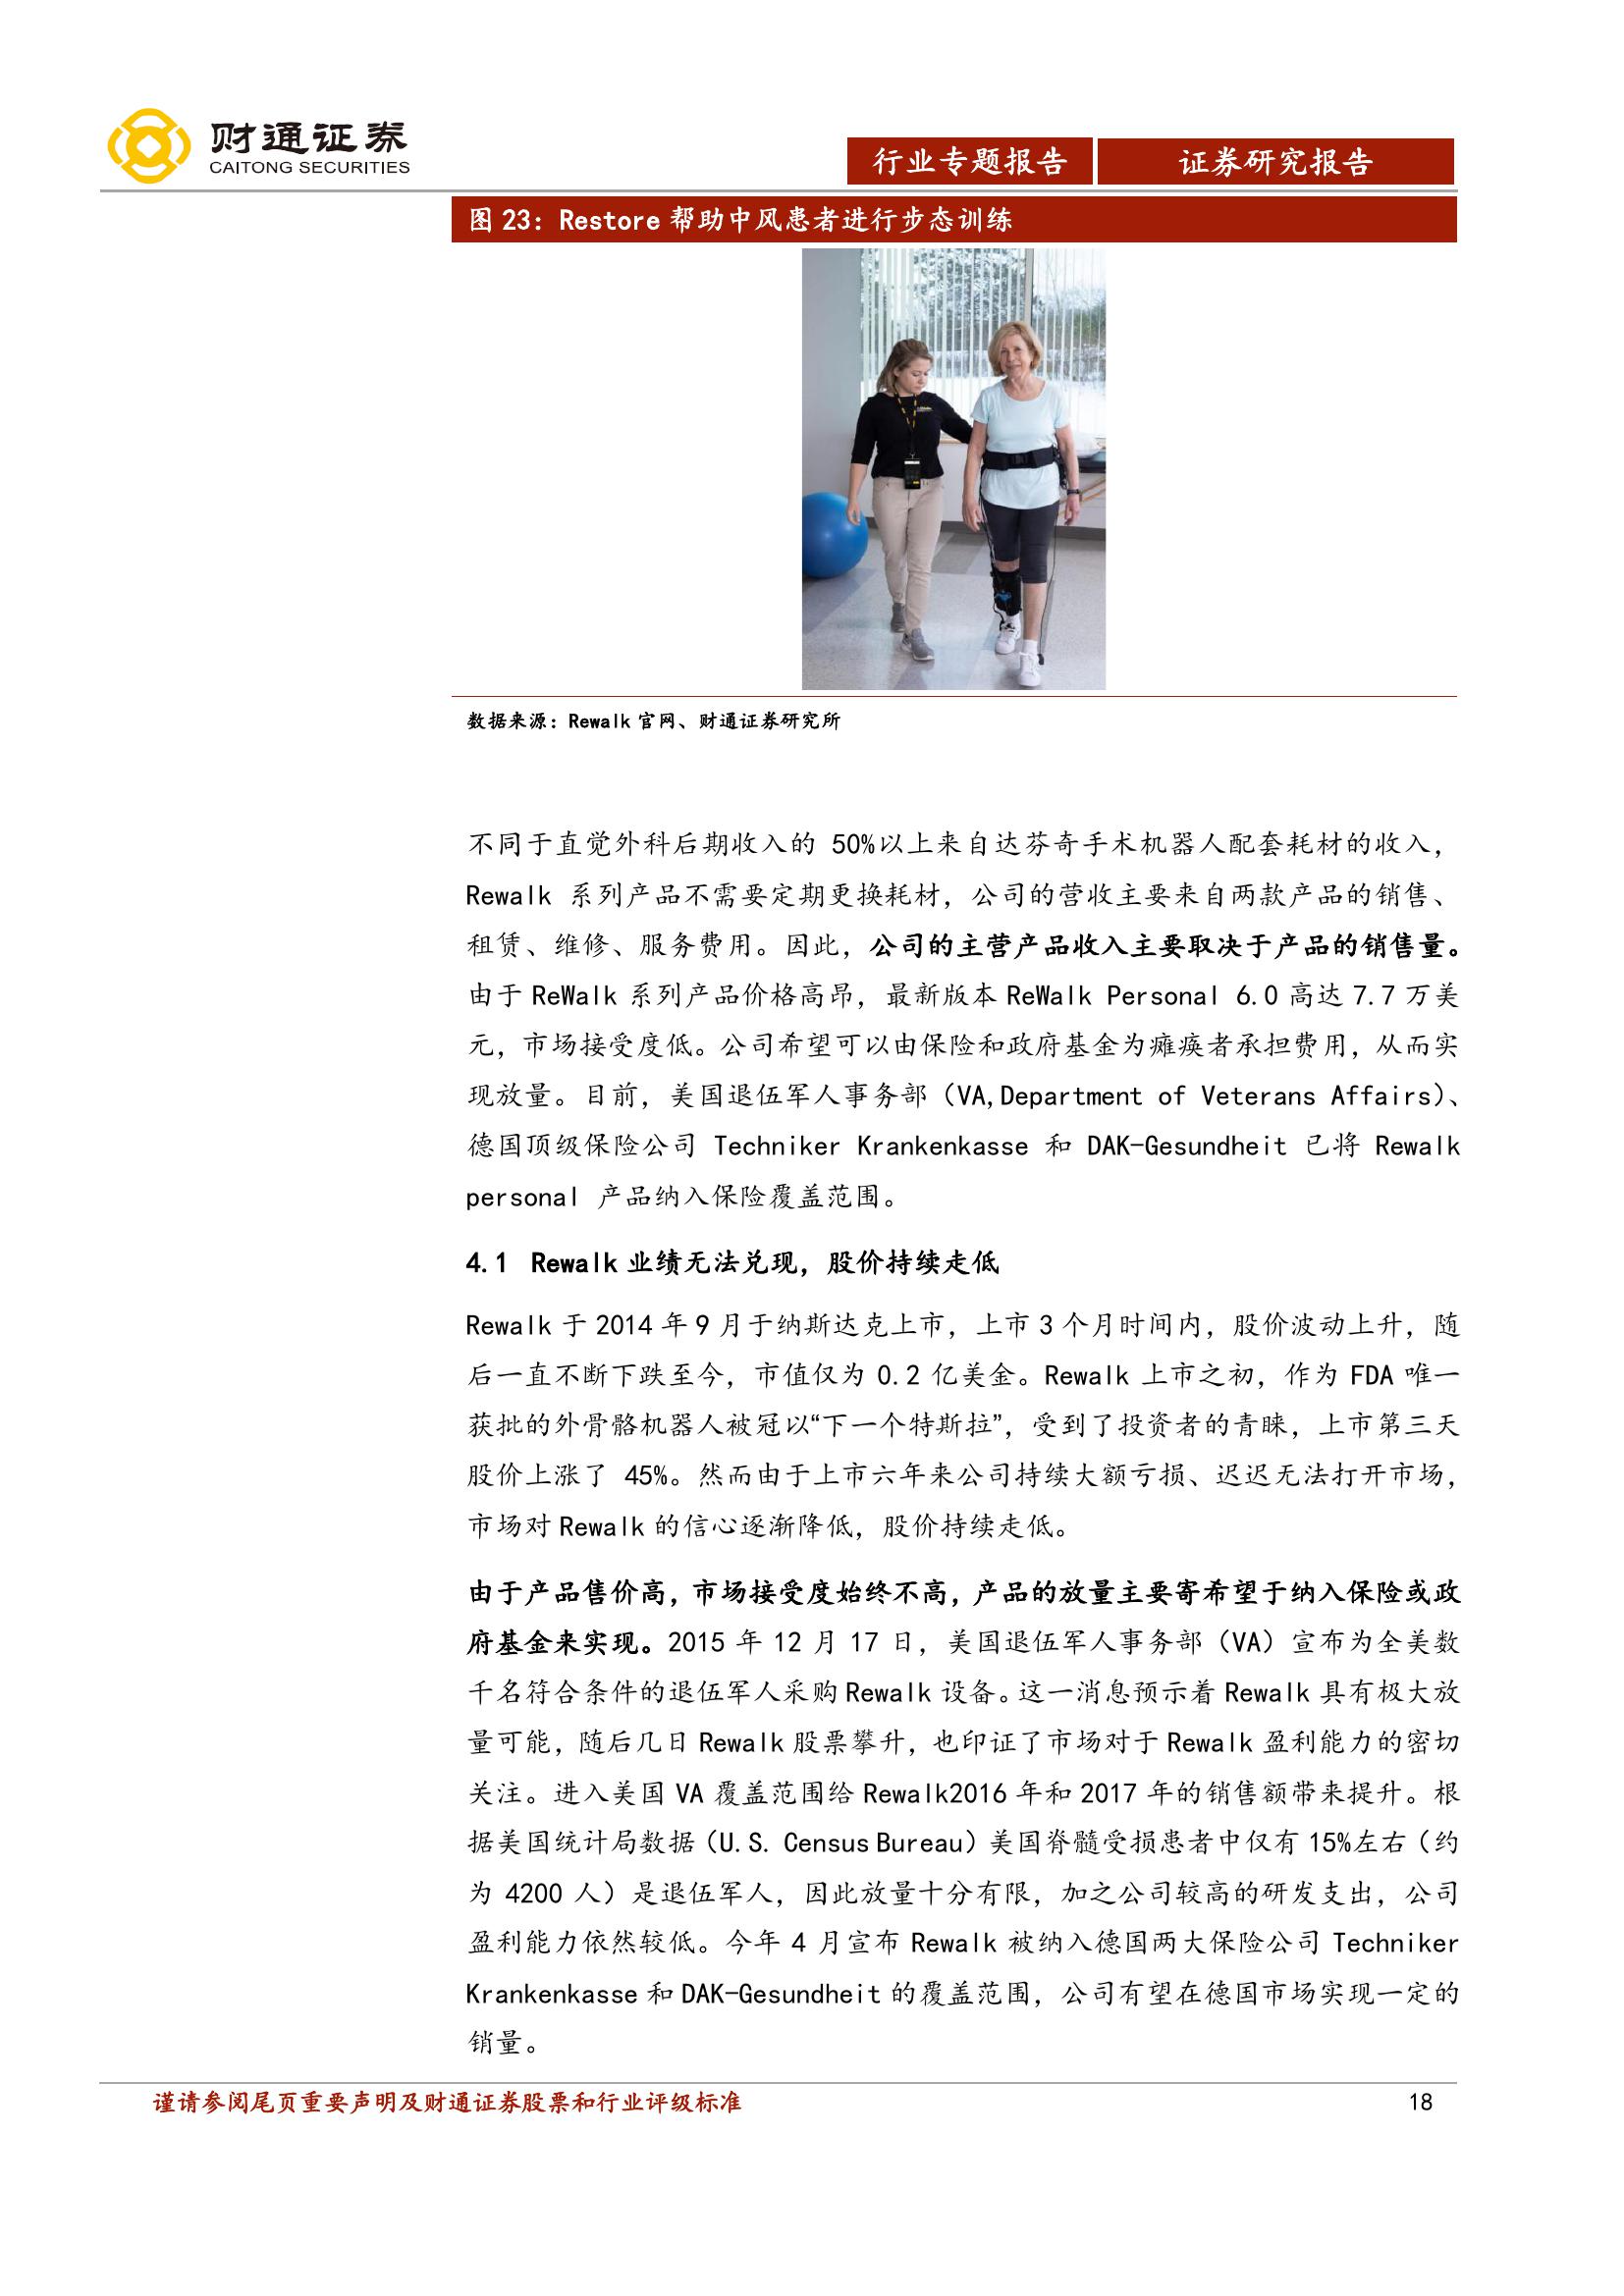 财通证券
CAITONG SECURITIES
行业专题报告
证券研究报告
图 23：Restore 帮助中风患者进行步态训练
数据来源：Rewalk 官网、财通证券研究所
不同于直觉外科后期收入的 50%以上来自达芬奇手术机器人配套耗材的收入，
Rewalk 系列产品不需要定期更换耗材，公司的营收主要来自两款产品的销售、
租赁、维修、服务费用。因此，公司的主营产品收入主要取决于产品的销售量。
由于 ReWalk 系列产品价格高昂，最新版本 ReWalk Personal 6.0 高达 7.7 万美
元，市场接受度低。公司希望可以由保险和政府基金为瘫痪者承担费用，从而实
现放量。目前，美国退伍军人事务部（VA,Department of Veterans Affairs）、
德国顶级保险公司 Techniker Krankenkasse 和 DAK-Gesundheit 已将 Rewalk
personal 产品纳入保险覆盖范围。
4.1 Rewalk 业绩无法兑现，股价持续走低
Rewalk 于 2014 年 9 月于纳斯达克上市，上市 3 个月时间内，股价波动上升，随
后一直不断下跌至今，市值仅为 0.2 亿美金。Rewalk 上市之初，作为 FDA 唯一
获批的外骨骼机器人被冠以“下一个特斯拉”，受到了投资者的青睐，上市第三天
股价上涨了 45%。然而由于上市六年来公司持续大额亏损、迟迟无法打开市场，
市场对 Rewalk 的信心逐渐降低，股价持续走低。
由于产品售价高，市场接受度始终不高，产品的放量主要寄希望于纳入保险或政
府基金来实现。2015 年 12 月 17 日，美国退伍军人事务部（VA）宣布为全美数
千名符合条件的退伍军人采购 Rewalk 设备。这一消息预示着 Rewalk 具有极大放
量可能，随后几日 Rewalk 股票攀升，也印证了市场对于 Rewalk 盈利能力的密切
关注。进入美国 VA 覆盖范围给 Rewalk2016 年和 2017 年的销售额带来提升。根
据美国统计局数据（U.S. Census Bureau）美国脊髓受损患者中仅有 15%左右（约
为 4200 人）是退伍军人，因此放量十分有限，加之公司较高的研发支出，公司
盈利能力依然较低。今年 4 月宣布 Rewalk 被纳入德国两大保险公司 Techniker
Krankenkasse 和 DAK-Gesundheit 的覆盖范围，公司有望在德国市场实现一定的
销量。
谨请参阅尾页重要声明及财通证券股票和行业评级标准
18